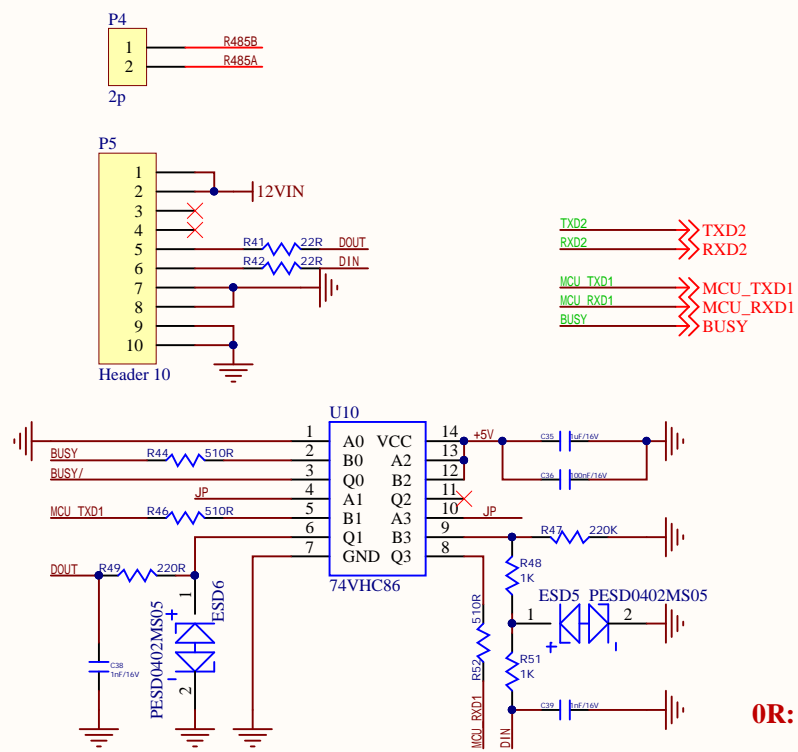 P4
1 R485B
2 R485A
2p
P5
1
2 12VIN
3
4
5 R41 22R DOUT
6 R42 22R DIN
7
8
9
10
Header 10
TXD2 TXD2
RXD2 RXD2
MCU_TXD1 MCU_TXD1
MCU_RXD1 MCU_RXD1
BUSY BUSY
U10
1 A0 VCC 14 +5V C35 1uF/16V
BUSY R44 510R 2 B0 A2 13
BUSY/ 3 Q0 B2 12 C36 100nF/16V
JP 4 A1 Q2 11
MCU_TXD1 R46 510R 5 B1 A3 10 JP
6 Q1 B3 9 R47 220K
7 GND Q3 8
74VHC86
DOUT R49 220R
R48
1K
1 + ESD6
PESD0402MS05
- 2
C38
1nF/16V
510R
R52
MCU_RXD1
ESD5 PESD0402MS05
1 2
+ -
R51
1K
C39 1nF/16V
DIN
0R: